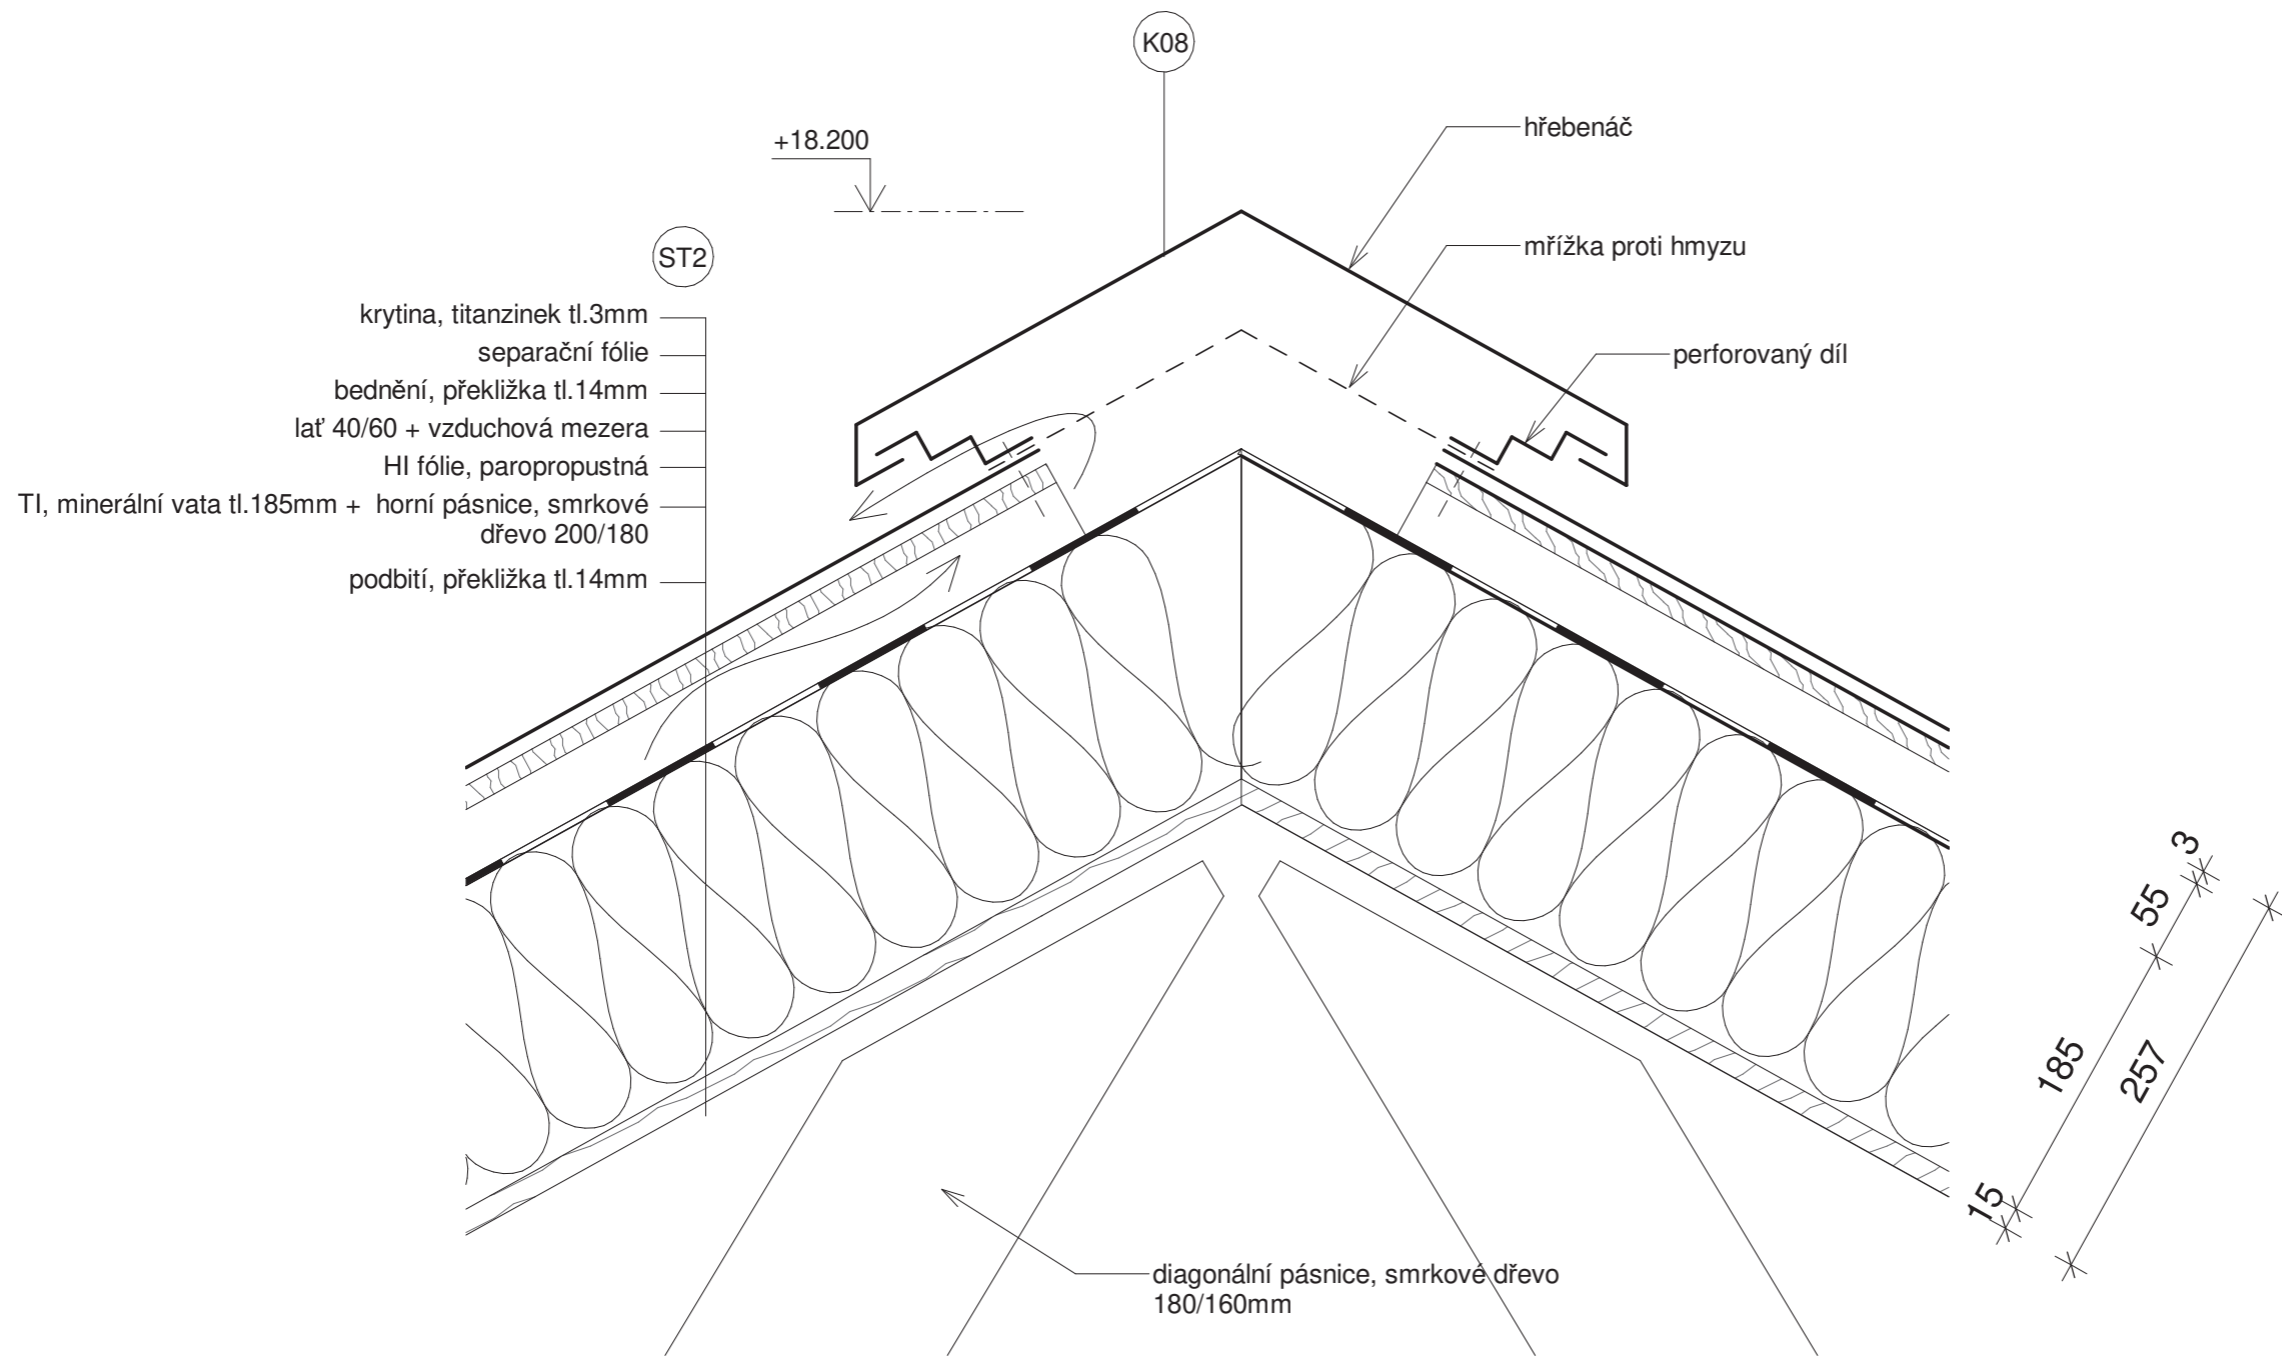 K08
hřebenáč
+18.200
mřížka proti hmyzu
ST2
krytina, titanzinek tl.3mm
perforovaný díl
separační fólie
bednění, překližka tl.14mm
lať 40/60 + vzduchová mezera
HI fólie, paropropustná
TI, minerální vata tl.185mm + horní pásnice, smrkové
dřevo 200/180
podbití, překližka tl.14mm
3
55
185
257
15
diagonální pásnice, smrkové dřevo
180/160mm